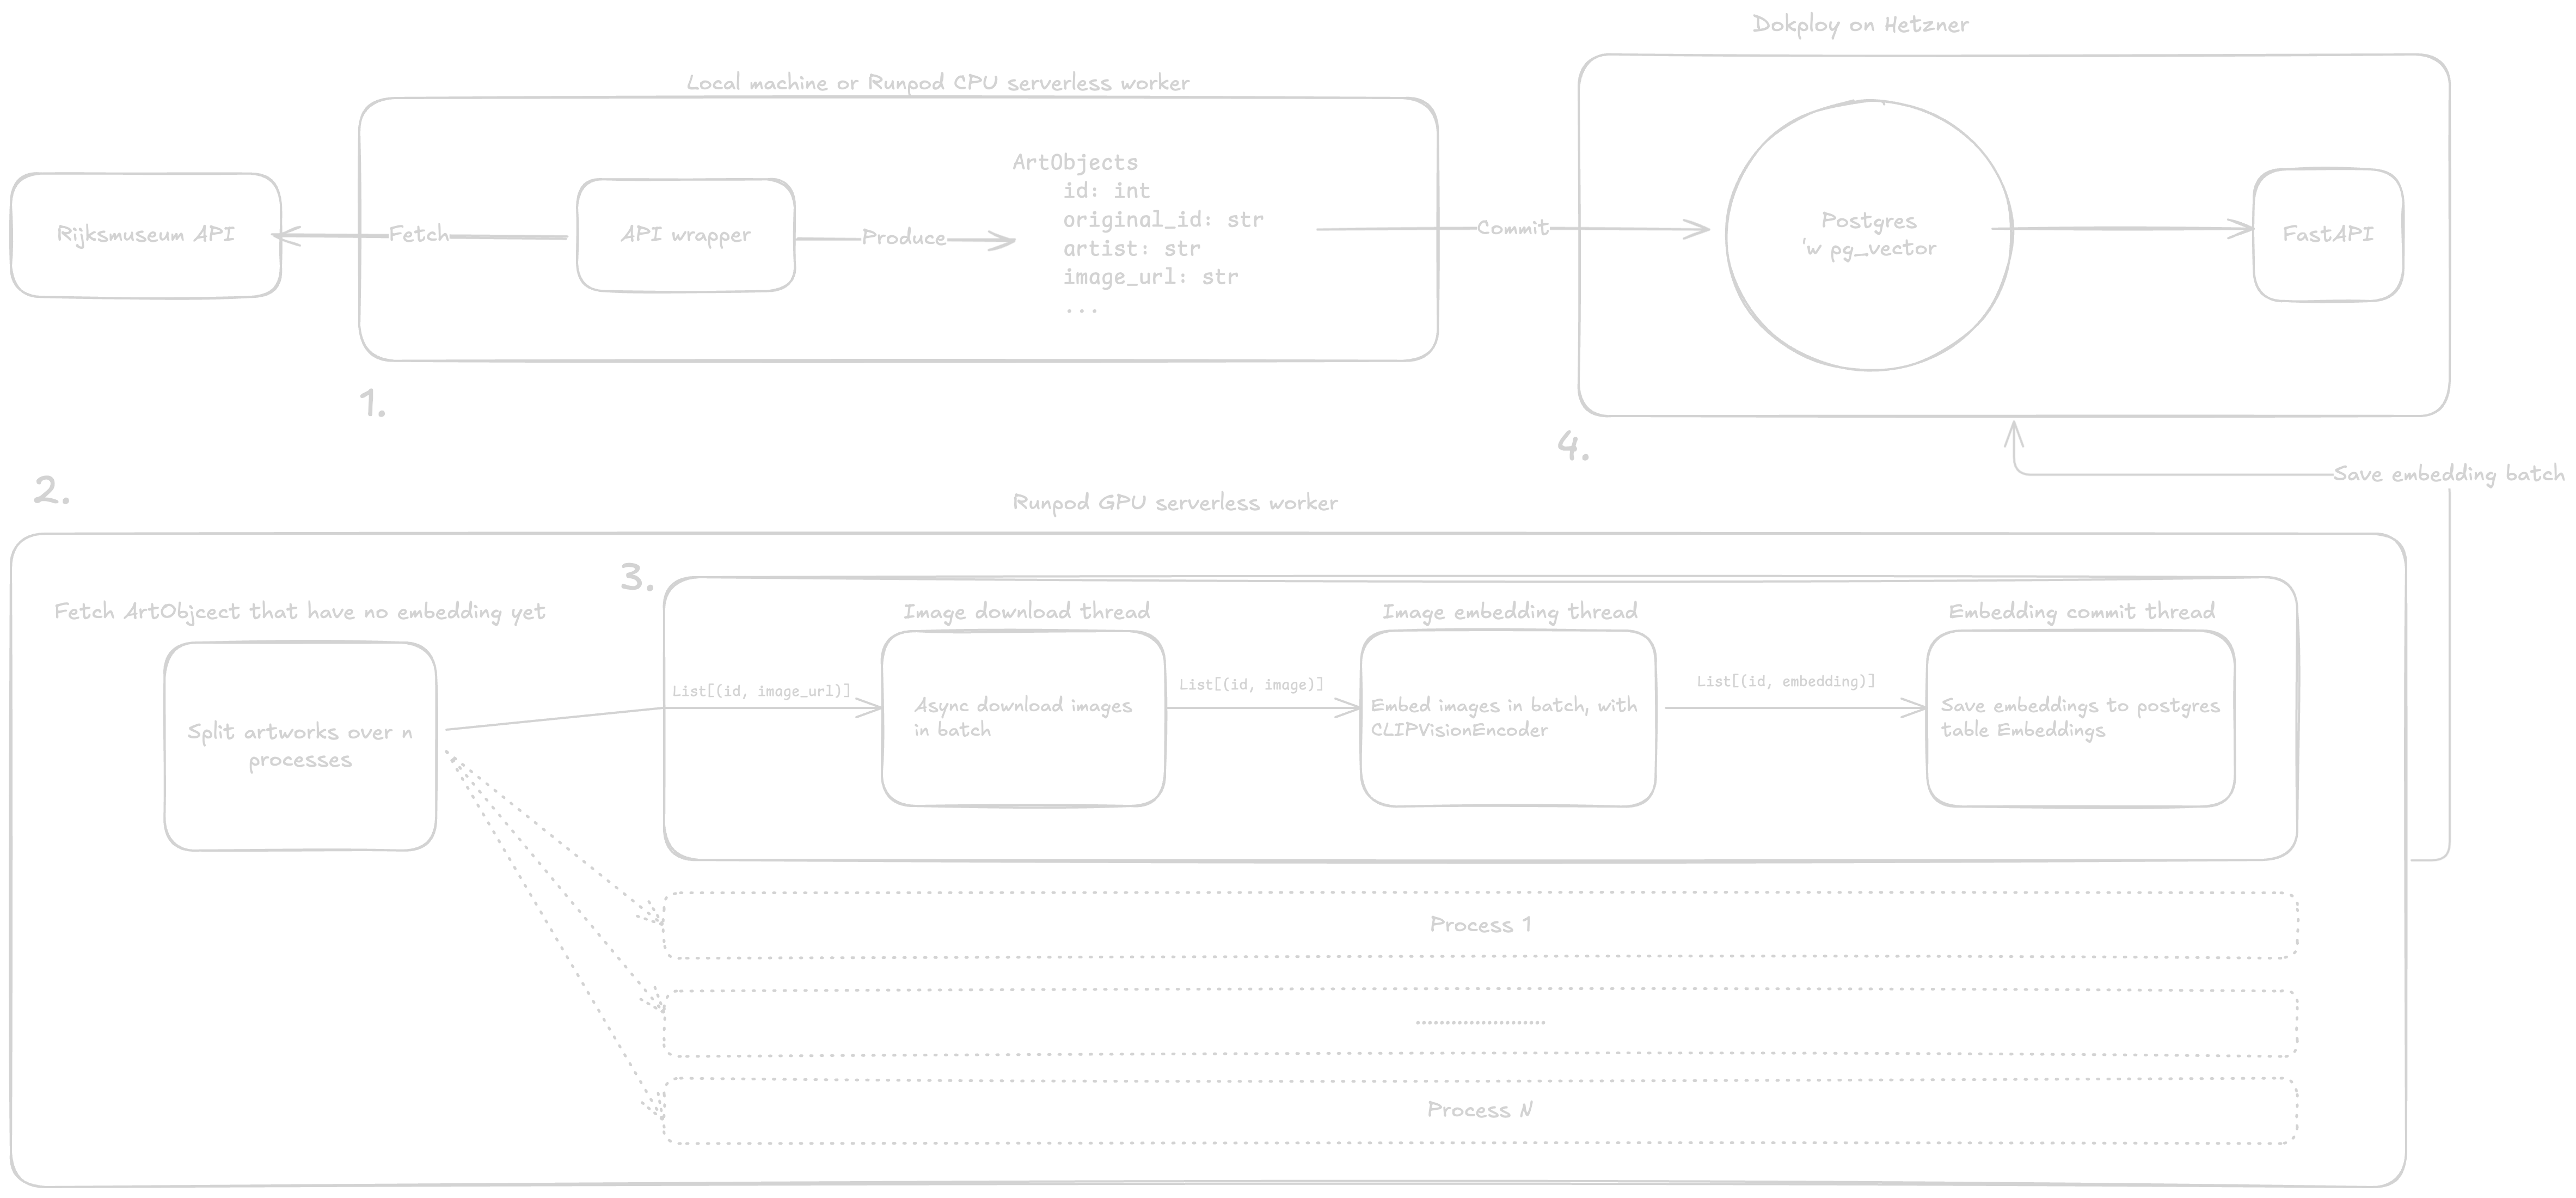 Dokploy on Hetzner
Local machine or Runpod CPU serverless worker
Rijksmuseum API
Fetch
API wrapper
Produce
ArtObjects
id: int
original_id: str
artist: str
image_url: str
...
Commit
Postgres
'w pg_vector
FastAPI
1.
4.
Save embedding batch
2.
Runpod GPU serverless worker
3.
Fetch ArtObjcect that have no embedding yet
Split artworks over n
processes
List[(id, image_url)]
Image download thread
Async download images
in batch
List[(id, image)]
Image embedding thread
Embed images in batch, with
CLIPVisionEncoder
List[(id, embedding)]
Embedding commit thread
Save embeddings to postgres
table Embeddings
Process 1
Process N